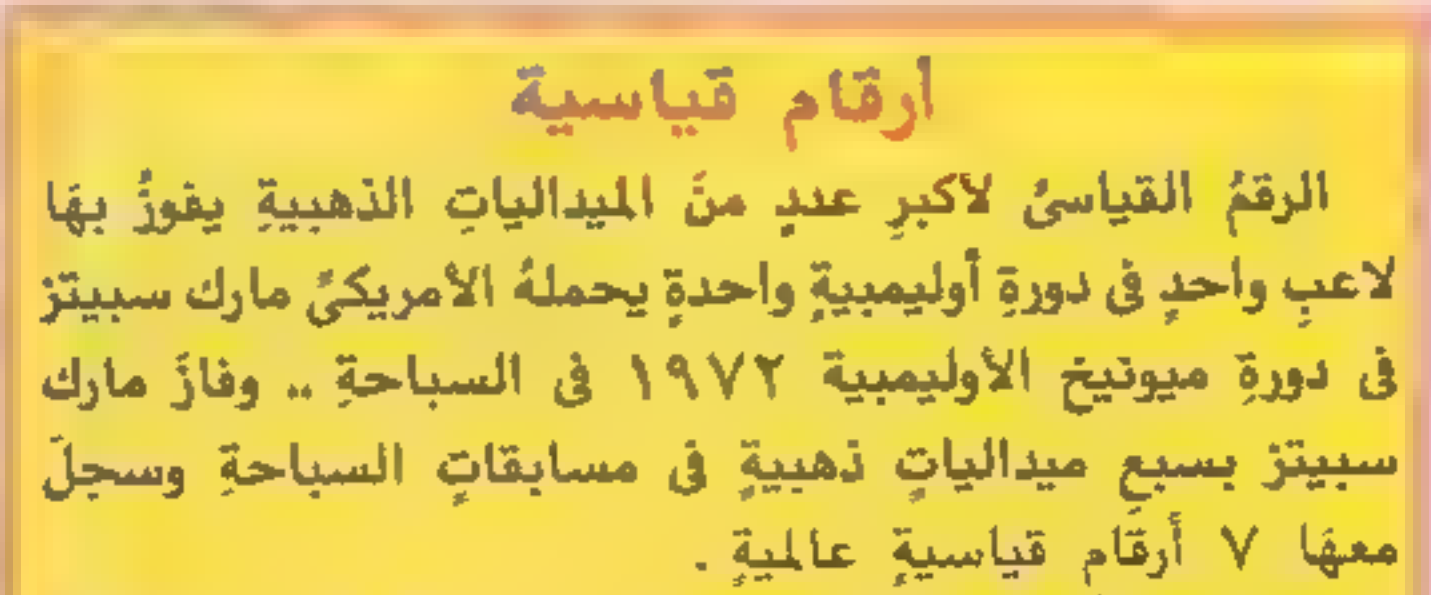 أرقام قياسية
الرقمُ القياسىُّ لأكبرِ عددٍ منَ الميدالياتِ الذهبيةِ يفوزُ بهَا
لاعبٍ واحدٍ فى دورةِ أوليمبيةٍ واحدةٍ يحملهُ الأمريكىُّ مارك سبيتز
فى دورةِ ميونيخ الأوليمبية ١٩٧٢ فى السباحةِ .. وفازَ مارك
سبيتز بسبعِ ميدالياتٍ ذهبيةٍ فى مسابقاتِ السباحةِ وسجلَ
معهَا ٧ أرقامٍ قياسيةٍ عالميةٍ .